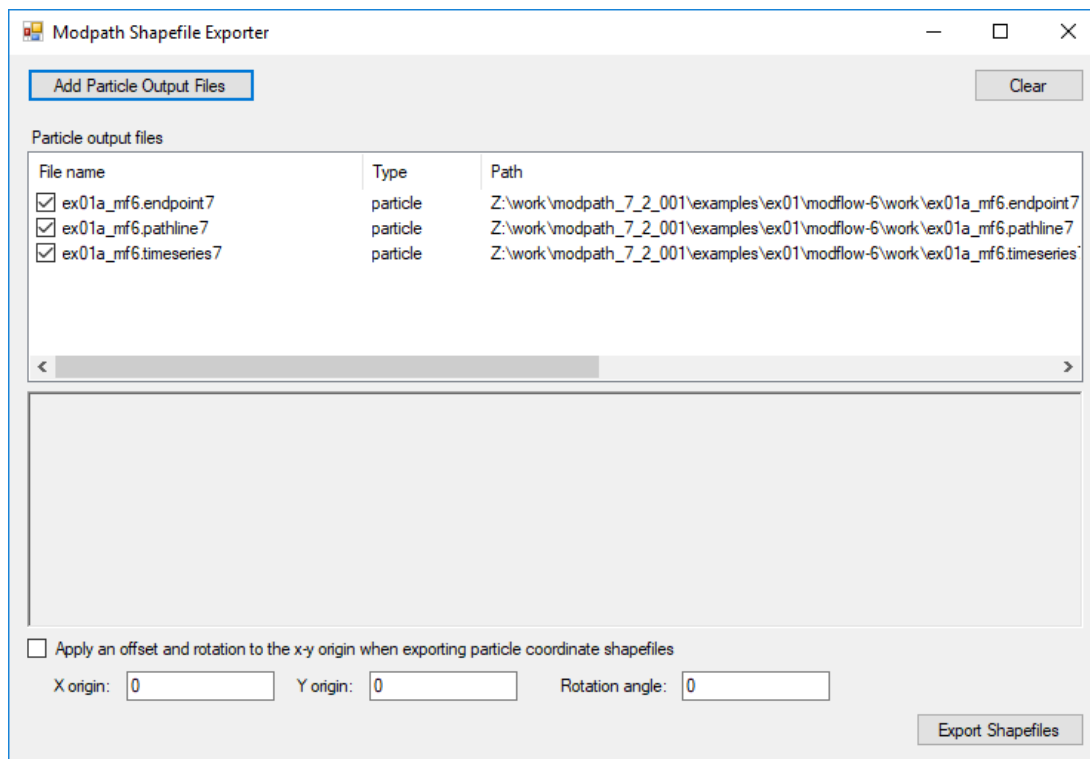 Modpath Shapefile Exporter
Add Particle Output Files Clear
Particle output files
File name Type Path
ex01a_mf6.endpoint7 particle Z:\work\modpath_7_2_001\examples\ex01\modflow-6\work\ex01a_mf6.endpoint7
ex01a_mf6.pathline7 particle Z:\work\modpath_7_2_001\examples\ex01\modflow-6\work\ex01a_mf6.pathline7
ex01a_mf6.timeseries7 particle Z:\work\modpath_7_2_001\examples\ex01\modflow-6\work\ex01a_mf6.timeseries7
Apply an offset and rotation to the x-y origin when exporting particle coordinate shapefiles
X origin: 0 Y origin: 0 Rotation angle: 0
Export Shapefiles